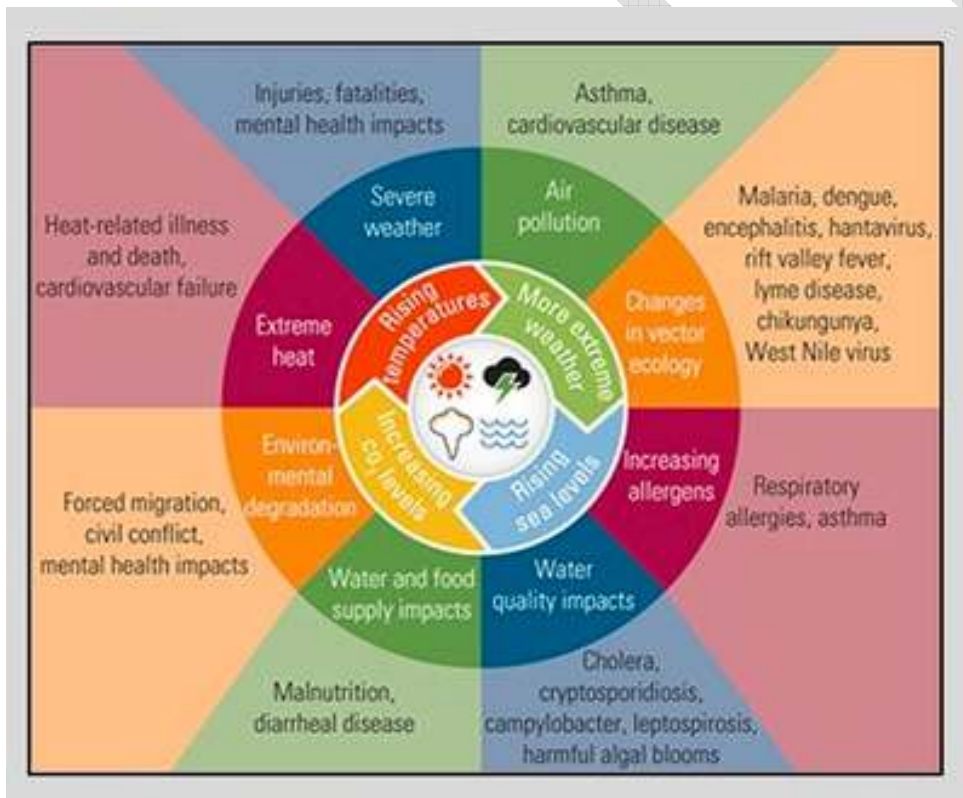 Injuries, fatalities,
mental health impacts
Asthma,
cardiovascular disease
Severe
weather
Air
pollution
Heat-related illness
and death,
cardiovascular failure
Malaria, dengue,
encephalitis, hantavirus,
rift valley fever,
lyme disease,
chikungunya,
West Nile virus
Extreme
heat
Changes
in vector
ecology
Rising
temperatures
More extreme
weather
Increasing
CO2 levels
Rising
sea levels
Environ-
mental
degradation
Increasing
allergens
Forced migration,
civil conflict,
mental health impacts
Respiratory
allergies, asthma
Water and food
supply impacts
Water
quality impacts
Malnutrition,
diarrheal disease
Cholera,
cryptosporidiosis,
campylobacter, leptospirosis,
harmful algal blooms